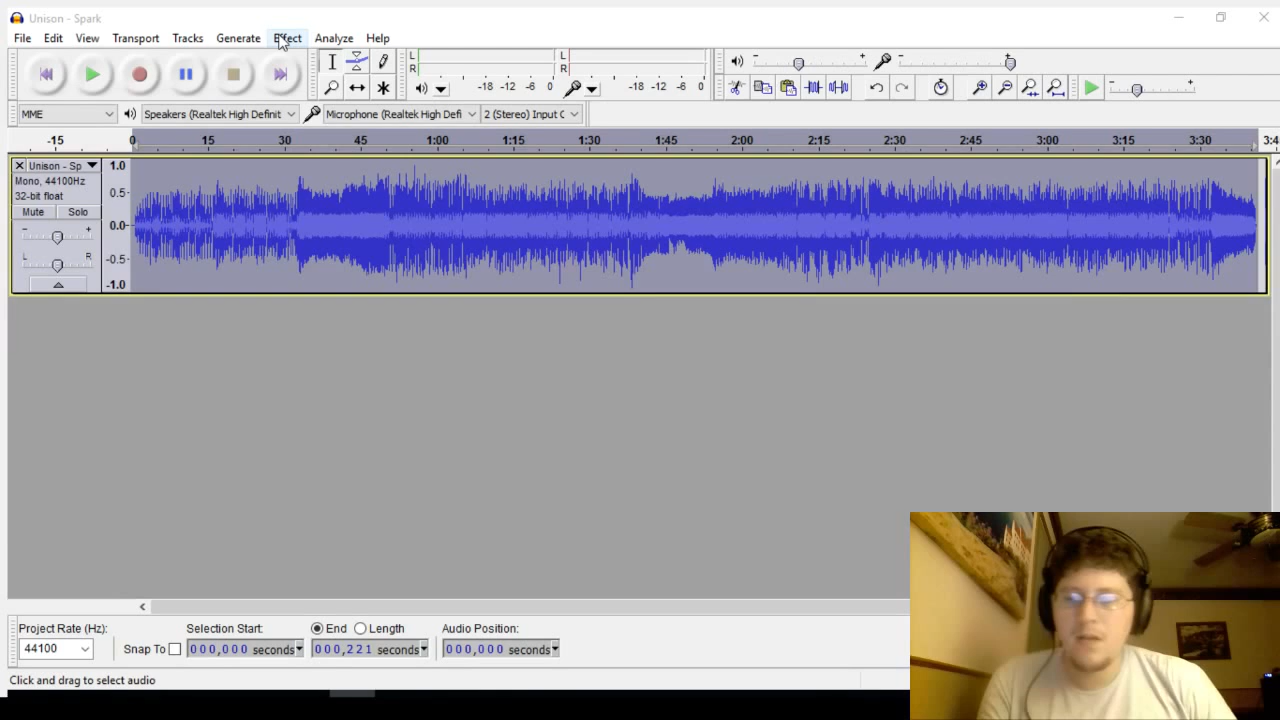 Unison - Spark
File Edit View Transport Tracks Generate Effect Analyze Help
L
R
-18 -12 -6 0
L
R
-18 -12 -6 0
MME Speakers (Realtek High Definit Microphone (Realtek High Defi 2 (Stereo) Input C
-15 0 15 30 45 1:00 1:15 1:30 1:45 2:00 2:15 2:30 2:45 3:00 3:15 3:30 3:4
Unison - Sp
Mono, 44100Hz
32-bit float
Mute Solo
- +
L R
1.0
0.5
0.0
-0.5
-1.0
Project Rate (Hz): Selection Start: End Length Audio Position:
44100 Snap To 000,000 seconds 000,221 seconds 000,000 seconds
Click and drag to select audio